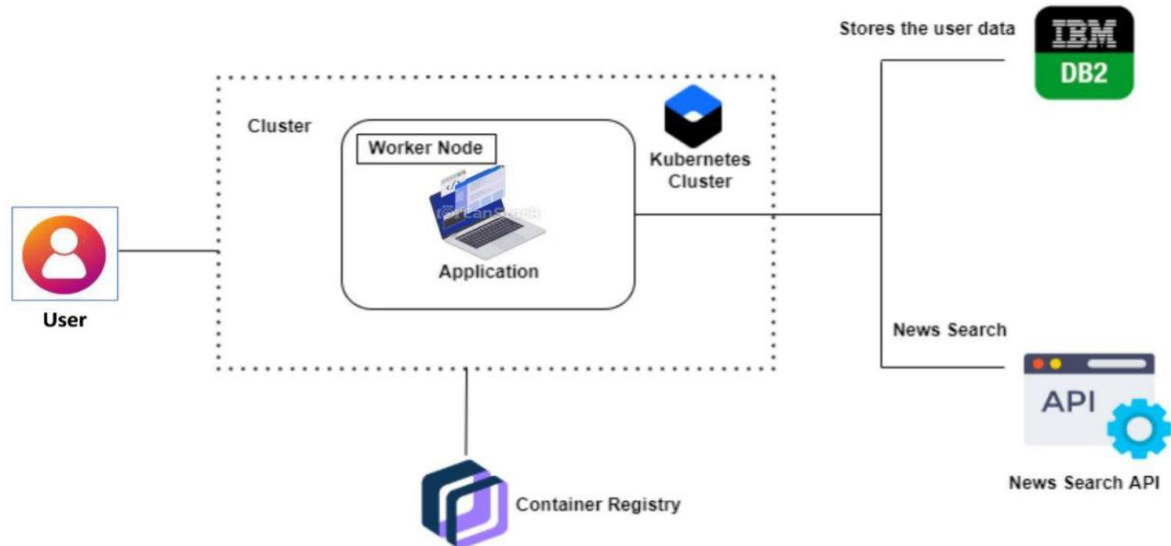 Stores the user data
IBM
DB2
Cluster
Worker Node
Kubernetes
Cluster
Application
User
News Search
API
News Search API
Container Registry